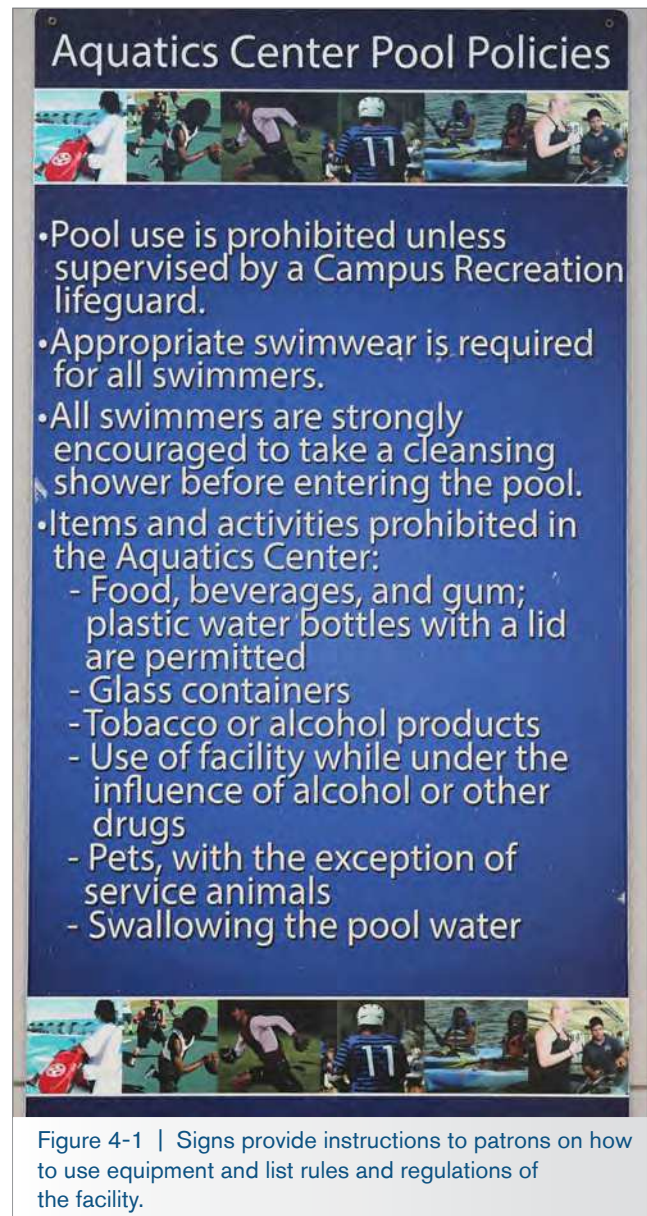 Aquatics Center Pool Policies
11
•Pool use is prohibited unless
supervised by a Campus Recreation
lifeguard.
•Appropriate swimwear is required
for all swimmers.
•All swimmers are strongly
encouraged to take a cleansing
shower before entering the pool.
•Items and activities prohibited in
the Aquatics Center:
- Food, beverages, and gum;
plastic water bottles with a lid
are permitted
- Glass containers
-Tobacco or alcohol products
- Use of facility while under the
influence of alcohol or other
drugs
- Pets, with the exception of
service animals
- Swallowing the pool water
11
Figure 4-1 | Signs provide instructions to patrons on how
to use equipment and list rules and regulations of
the facility.